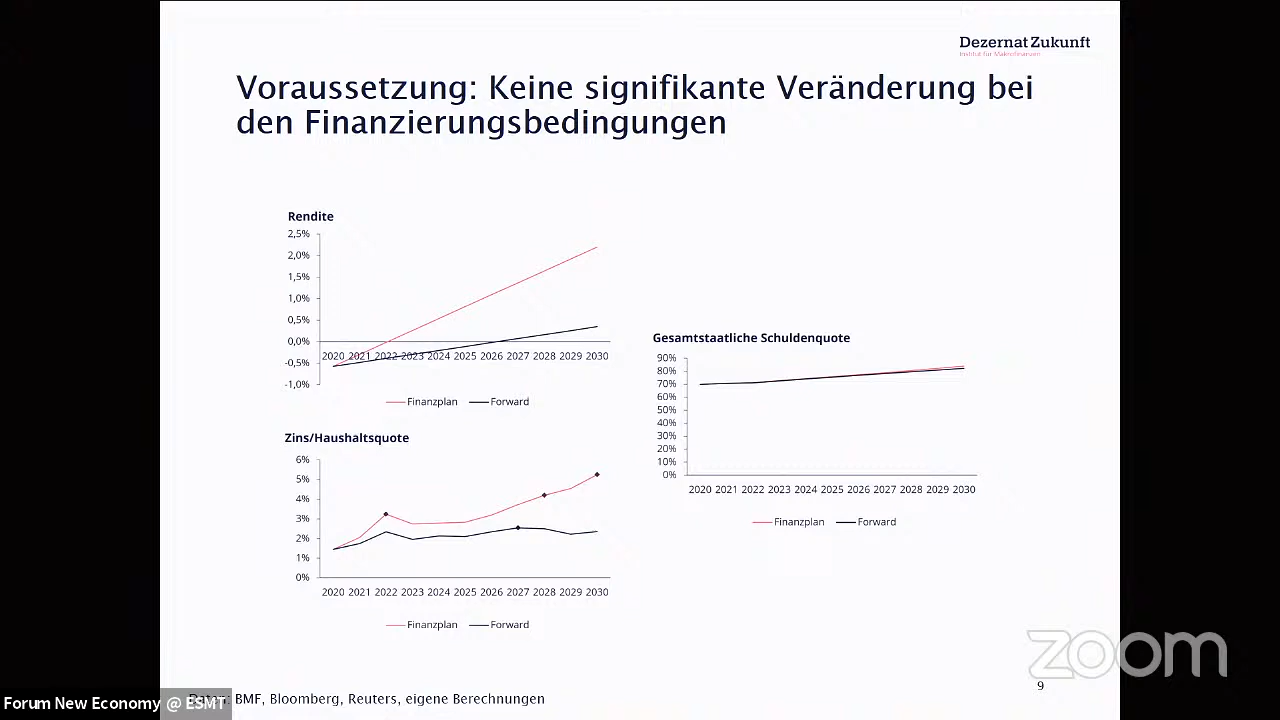 Dezernat Zukunft
Institut für Makrofinanzen
Voraussetzung: Keine signifikante Veränderung bei
den Finanzierungsbedingungen
Rendite
2,5%
2,0%
1,5%
1,0%
0,5%
0,0%
-0,5%
-1,0%
2020 2021 2022 2023 2024 2025 2026 2027 2028 2029 2030
Finanzplan Forward
Zins/Haushaltsquote
6%
5%
4%
3%
2%
1%
0%
2020 2021 2022 2023 2024 2025 2026 2027 2028 2029 2030
Finanzplan Forward
Gesamtstaatliche Schuldenquote
90%
80%
70%
60%
50%
40%
30%
20%
10%
0%
2020 2021 2022 2023 2024 2025 2026 2027 2028 2029 2030
Finanzplan Forward
zoom
9
Daten: BMF, Bloomberg, Reuters, eigene Berechnungen
Forum New Economy @ ESMT